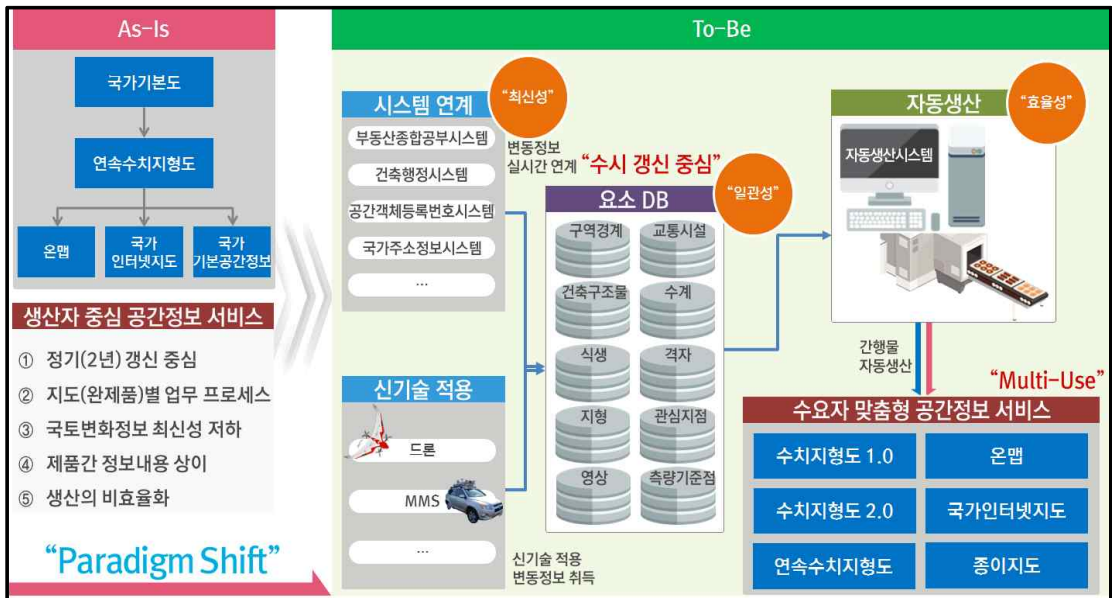 As-Is
국가기본도
연속수치지형도
온맵
국가
인터넷지도
국가
기본공간정보
생산자 중심 공간정보 서비스
① 정기(2년) 갱신 중심
② 지도(완제품)별 업무 프로세스
③ 국토변화정보 최신성 저하
④ 제품간 정보내용 상이
⑤ 생산의 비효율화
“Paradigm Shift”
To-Be
시스템 연계
“최신성”
부동산종합공부시스템
건축행정시스템
공간객체등록번호시스템
국가주소정보시스템
...
변동정보
실시간 연계
“수시 갱신 중심”
신기술 적용
드론
MMS
...
신기술 적용
변동정보 취득
요소 DB
“일관성”
구역경계
교통시설
건축구조물
수계
식생
격자
지형
관심지점
영상
측량기준점
자동생산
“효율성”
자동생산시스템
간행물
자동생산
“Multi-Use”
수요자 맞춤형 공간정보 서비스
수치지형도 1.0
온맵
수치지형도 2.0
국가인터넷지도
연속수치지형도
종이지도